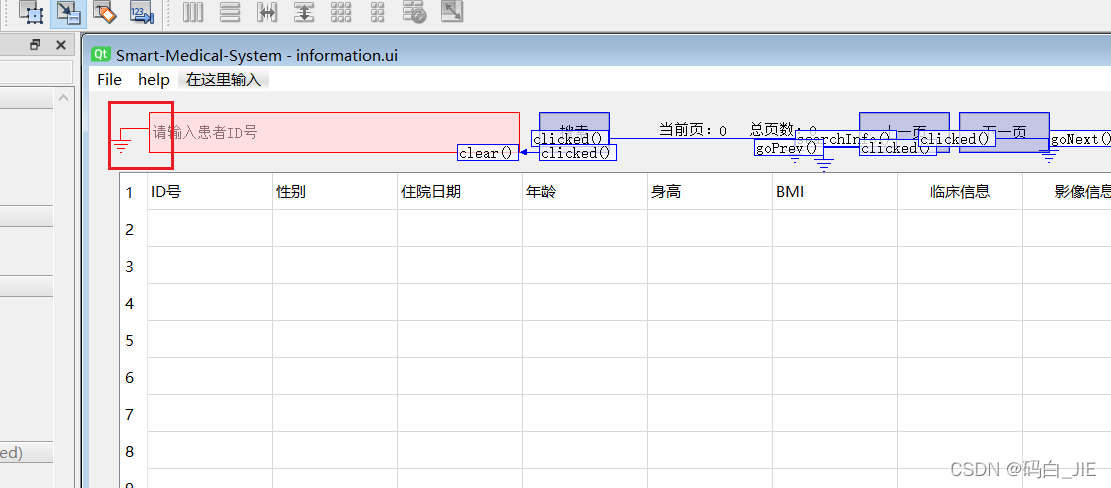 123
Smart-Medical-System - information.ui
File help 在这里输入
请输入患者ID号
搜索
当前页：0 总页数：0
上一页
下一页
clicked()
searchInfo()
clicked()
goNext()
clear()
clicked()
goPrev()
clicked()
1 ID号 性别 住院日期 年龄 身高 BMI 临床信息 影像信息
2
3
4
5
6
7
8
9
ed)
CSDN @码白_JIE